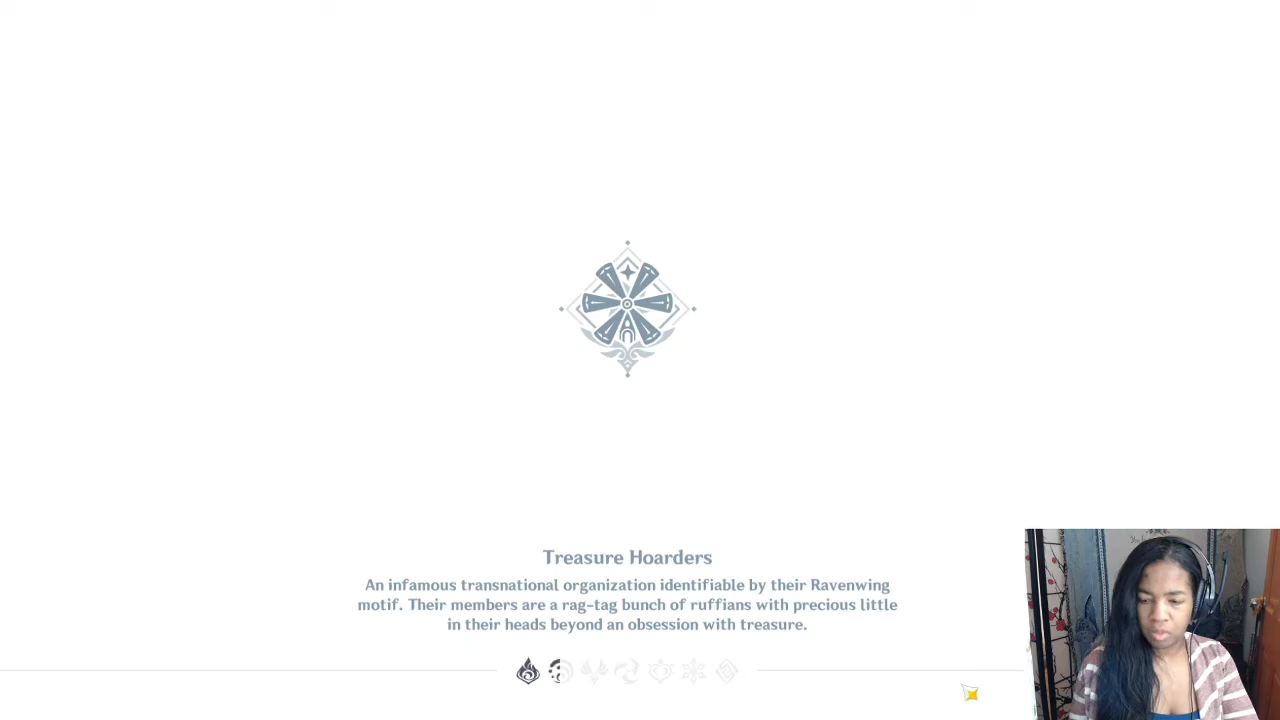 Treasure Hoarders
An infamous transnational organization identifiable by their Ravenwing
motif. Their members are a rag-tag bunch of ruffians with precious little
in their heads beyond an obsession with treasure.